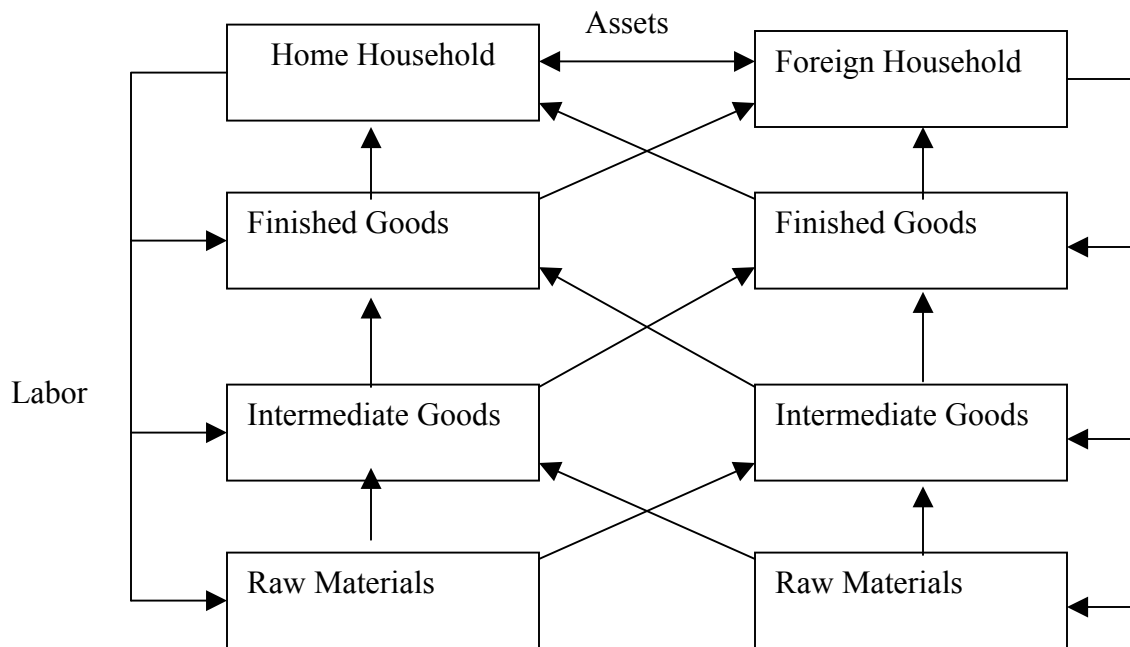 Assets
Home Household
Foreign Household
Finished Goods
Finished Goods
Labor
Intermediate Goods
Intermediate Goods
Raw Materials
Raw Materials